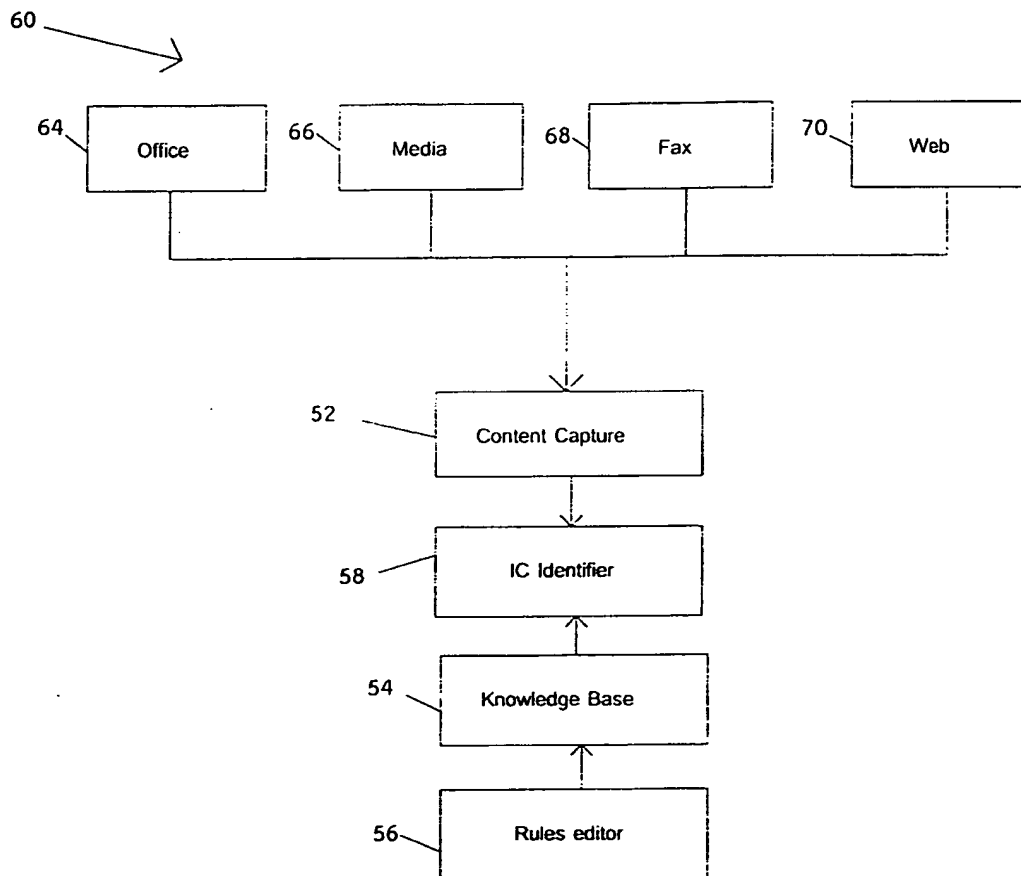 60
64
Office
66
Media
68
Fax
70
Web
52
Content Capture
58
IC Identifier
54
Knowledge Base
56
Rules editor